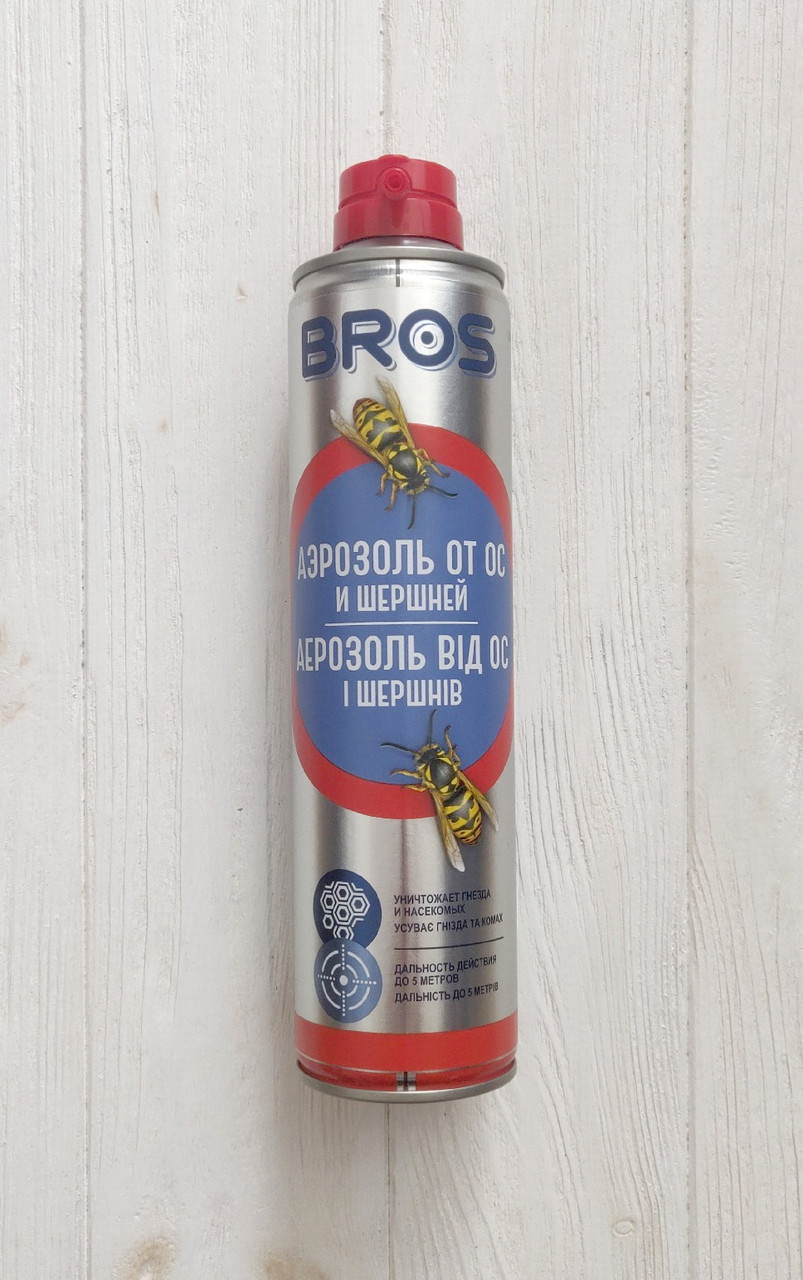 BROS
АЭРОЗОЛЬ ОТ ОС
И ШЕРШНЕЙ
АЕРОЗОЛЬ ВІД ОС
І ШЕРШНІВ
УНИЧТОЖАЕТ ГНЕЗДА
И НАСЕКОМЫХ
УСУВАЄ ГНІЗДА ТА КОМАХ
ДАЛЬНОСТЬ ДЕЙСТВИЯ
ДО 5 МЕТРОВ
ДАЛЬНІСТЬ ДО 5 МЕТРІВ